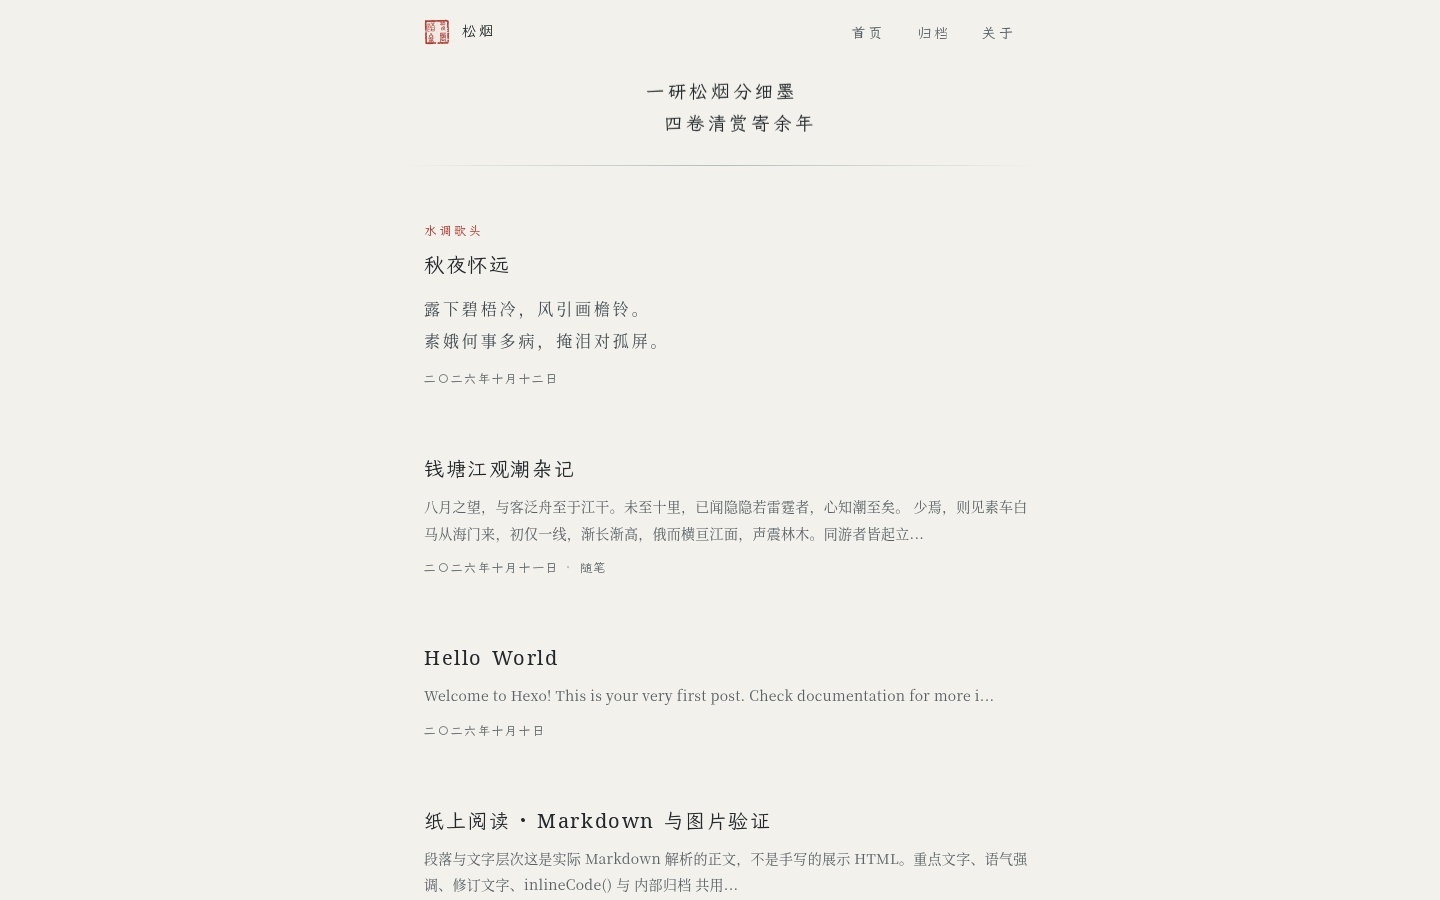 松烟
首页 归档 关于
一研松烟分细墨
四卷清赏寄余年
水调歌头
秋夜怀远
露下碧梧冷，风引画檐铃。
素娥何事多病，掩泪对孤屏。
二〇二六年十月十二日
钱塘江观潮杂记
八月之望，与客泛舟至于江干。未至十里，已闻隐隐若雷霆者，心知潮至矣。 少焉，则见素车白
马从海门来，初仅一线，渐长渐高，俄而横亘江面，声震林木。同游者皆起立...
二〇二六年十月十一日 · 随笔
Hello World
Welcome to Hexo! This is your very first post. Check documentation for more i...
二〇二六年十月十日
纸上阅读・Markdown 与图片验证
段落与文字层次这是实际 Markdown 解析的正文，不是手写的展示 HTML。重点文字、语气强
调、修订文字、inlineCode() 与 内部归档 共用...